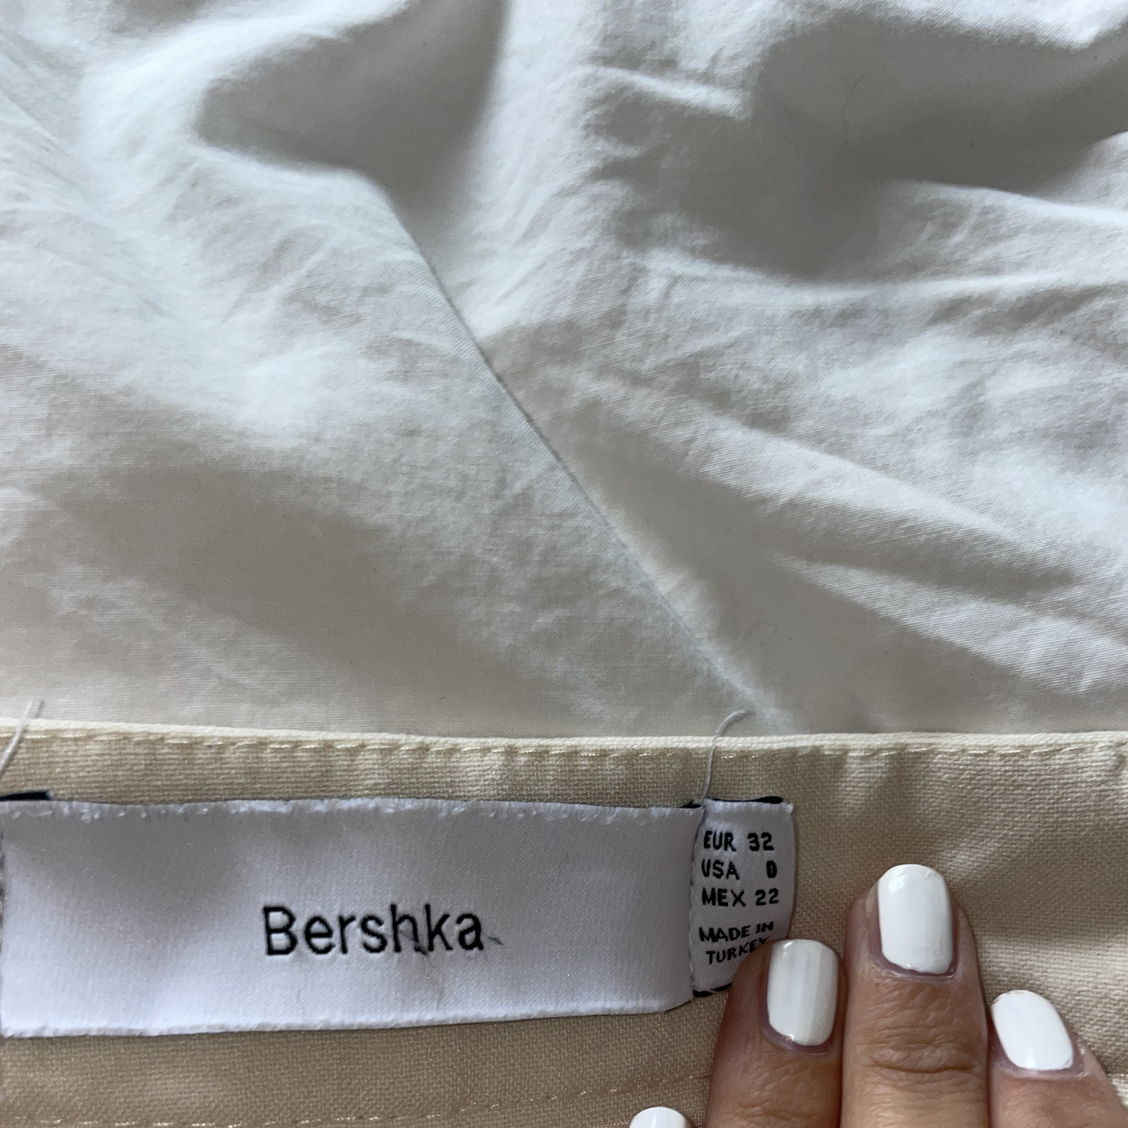 Bershka
EUR 32
USA 0
MEX 22
MADE IN
TURKEY